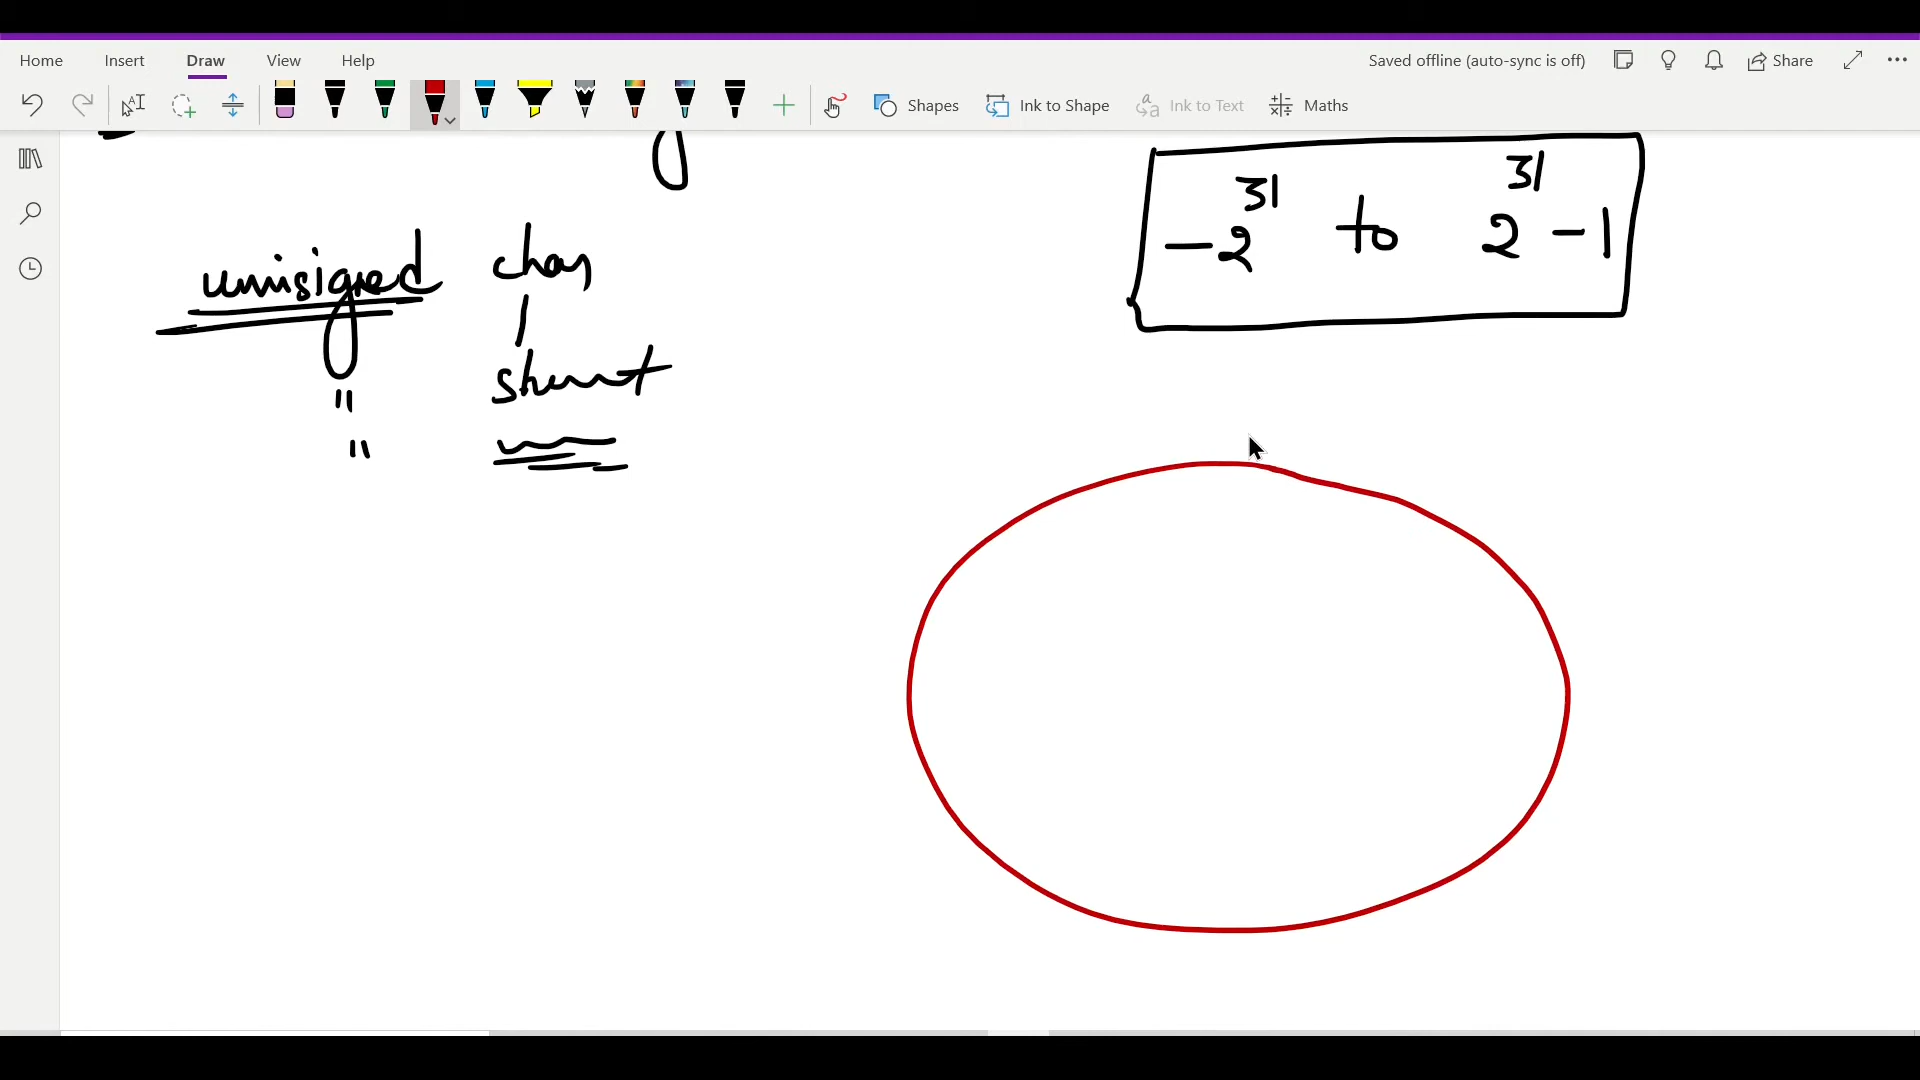 Home Insert Draw View Help Saved offline (auto-sync is off) Share
Shapes Ink to Shape Ink to Text Maths
unisigned char
" short
"
-2^31 to 2^31 -1